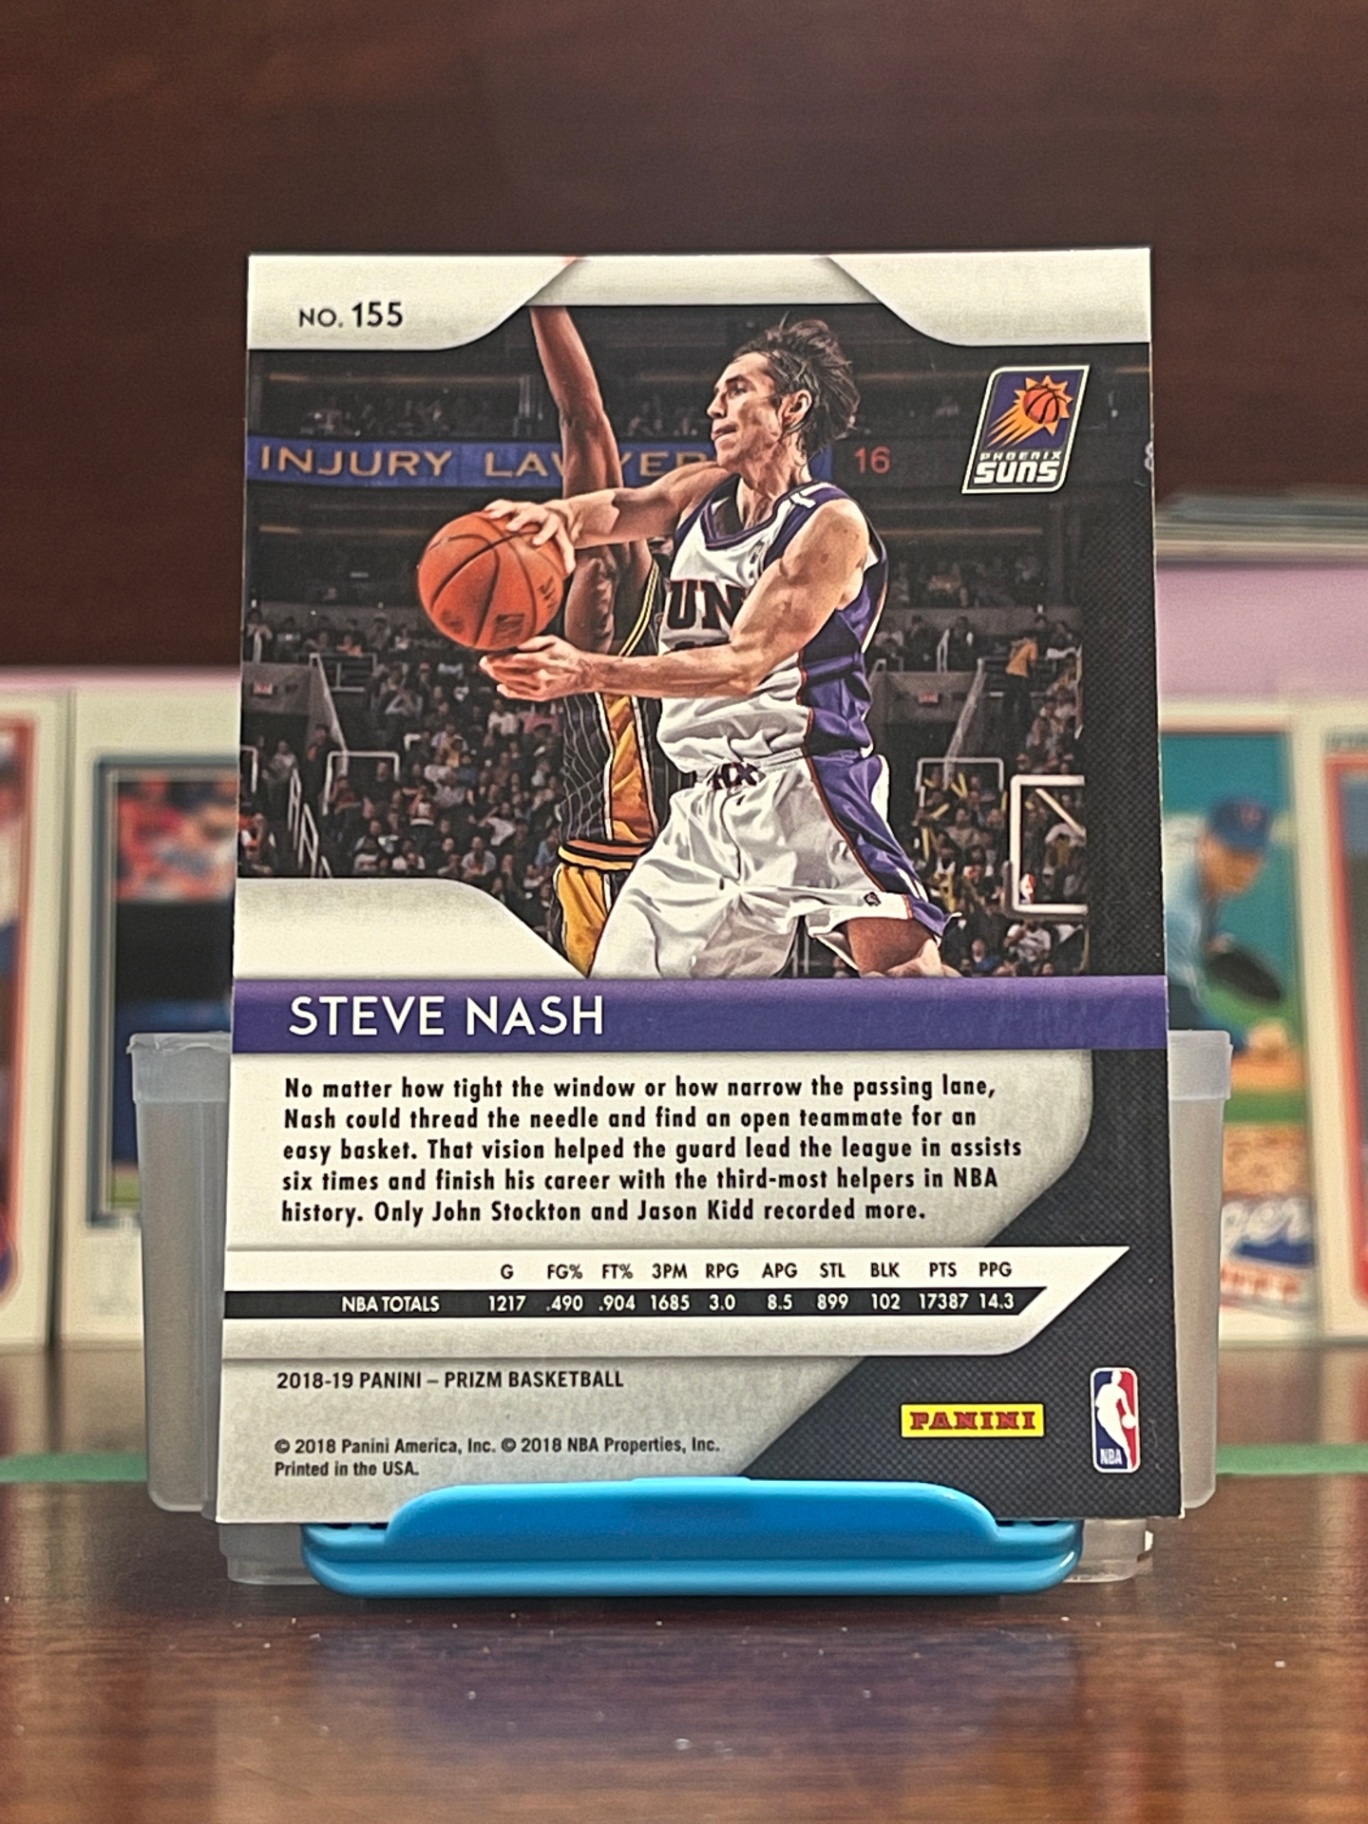 NO. 155
INJURY LAWYER
16
PHOENIX
SUNS
UN
STEVE NASH
No matter how tight the window or how narrow the passing lane,
Nash could thread the needle and find an open teammate for an
easy basket. That vision helped the guard lead the league in assists
six times and finish his career with the third-most helpers in NBA
history. Only John Stockton and Jason Kidd recorded more.
G FG% FT% 3PM RPG APG STL BLK PTS PPG
NBA TOTALS 1217 .490 .904 1685 3.0 8.5 899 102 17387 14.3
2018-19 PANINI – PRIZM BASKETBALL
PANINI
NBA
© 2018 Panini America, Inc. © 2018 NBA Properties, Inc.
Printed in the USA.